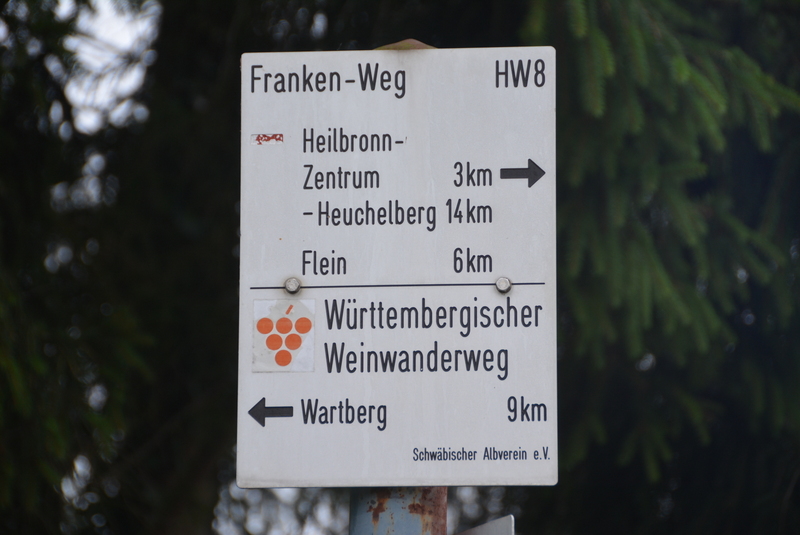 Franken-Weg HW8
Heilbronn-
Zentrum 3km
-Heuchelberg 14km
Flein 6km
Württembergischer
Weinwanderweg
Wartberg 9km
Schwäbischer Albverein e.V.